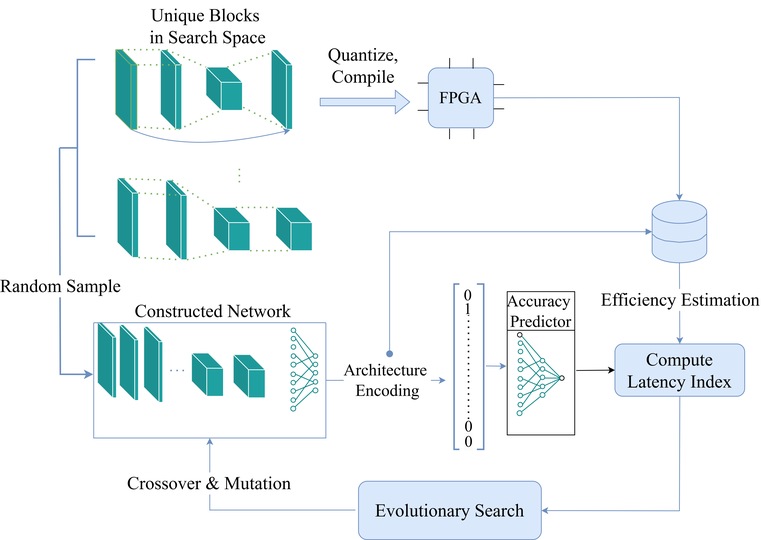 Unique Blocks
in Search Space
Quantize,
Compile
FPGA
Random Sample
Efficiency Estimation
Constructed Network
Architecture
Encoding
0
1
0
0
Accuracy
Predictor
Compute
Latency Index
Crossover & Mutation
Evolutionary Search